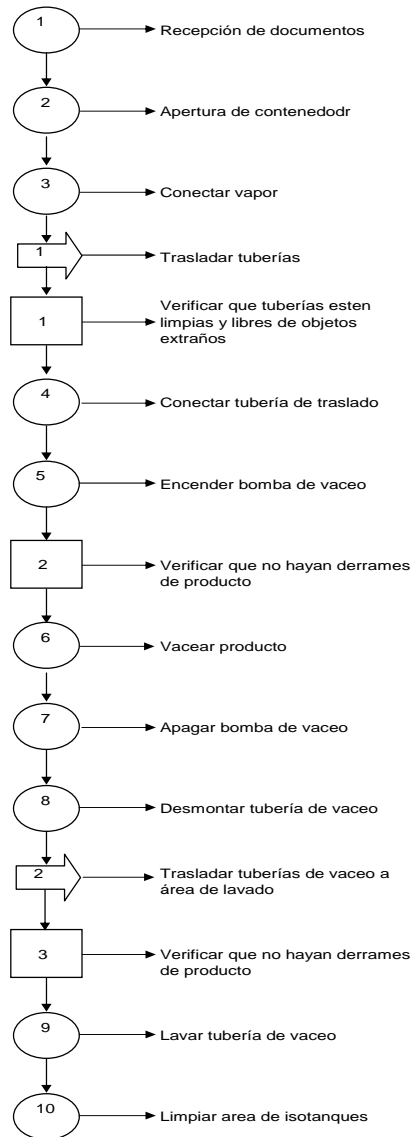 1
Recepción de documentos
2
Apertura de contenedodr
3
Conectar vapor
1
Trasladar tuberías
1
Verificar que tuberías esten
limpias y libres de objetos
extraños
4
Conectar tubería de traslado
5
Encender bomba de vaceo
2
Verificar que no hayan derrames
de producto
6
Vacear producto
7
Apagar bomba de vaceo
8
Desmontar tubería de vaceo
2
Trasladar tuberías de vaceo a
área de lavado
3
Verificar que no hayan derrames
de producto
9
Lavar tubería de vaceo
10
Limpiar area de isotanques